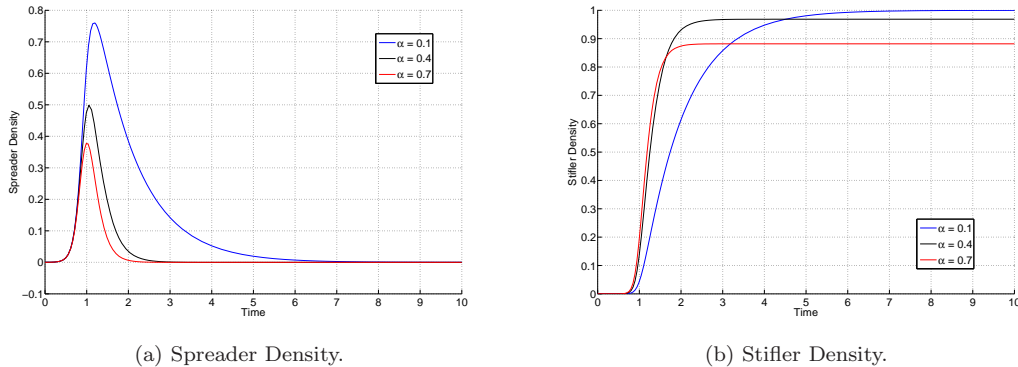 0.8
0.7
0.6
0.5
0.4
0.3
0.2
0.1
0
−0.1
Spreader Density
0 1 2 3 4 5 6 7 8 9 10
Time
α = 0.1
α = 0.4
α = 0.7
(a) Spreader Density.
1
0.9
0.8
0.7
0.6
0.5
0.4
0.3
0.2
0.1
0
Stifler Density
0 1 2 3 4 5 6 7 8 9 10
Time
α = 0.1
α = 0.4
α = 0.7
(b) Stifler Density.